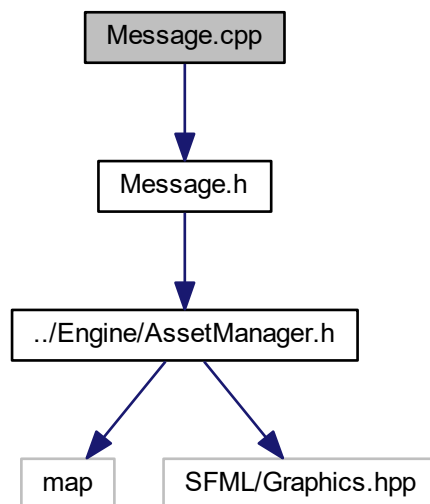 Message.cpp
Message.h
../Engine/AssetManager.h
map
SFML/Graphics.hpp